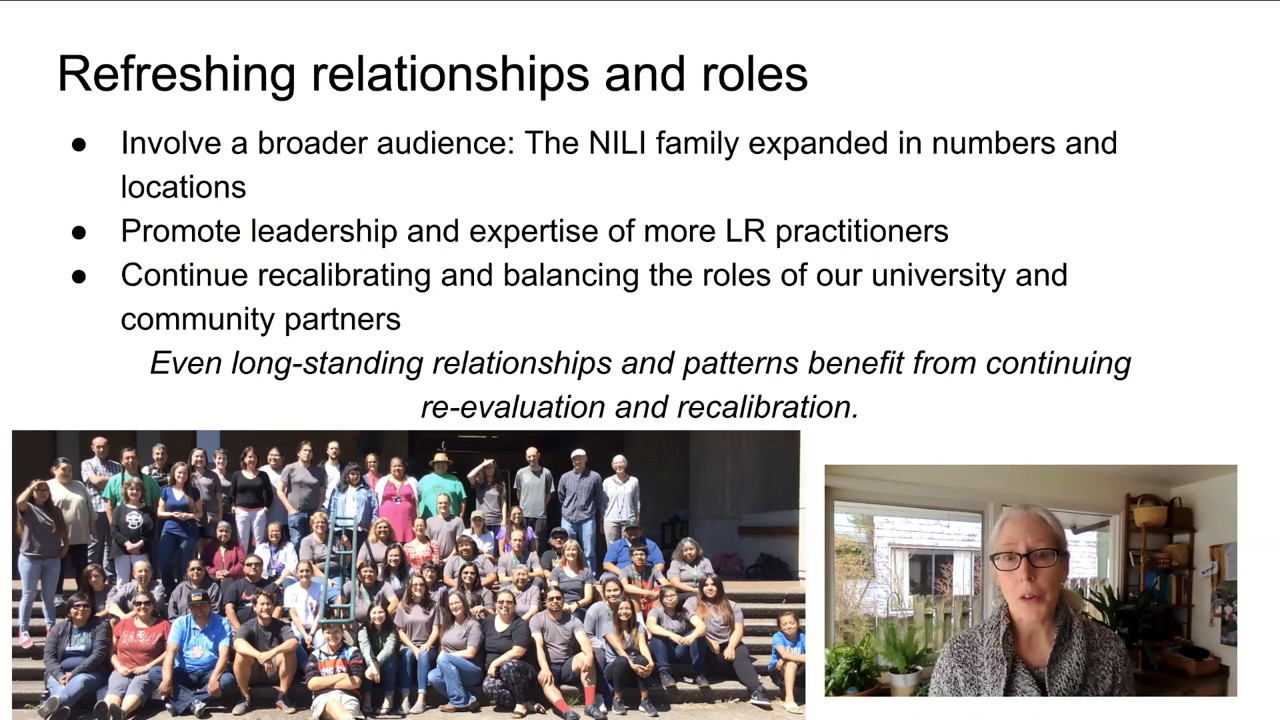 Refreshing relationships and roles
● Involve a broader audience: The NILI family expanded in numbers and
locations
● Promote leadership and expertise of more LR practitioners
● Continue recalibrating and balancing the roles of our university and
community partners
Even long-standing relationships and patterns benefit from continuing
re-evaluation and recalibration.